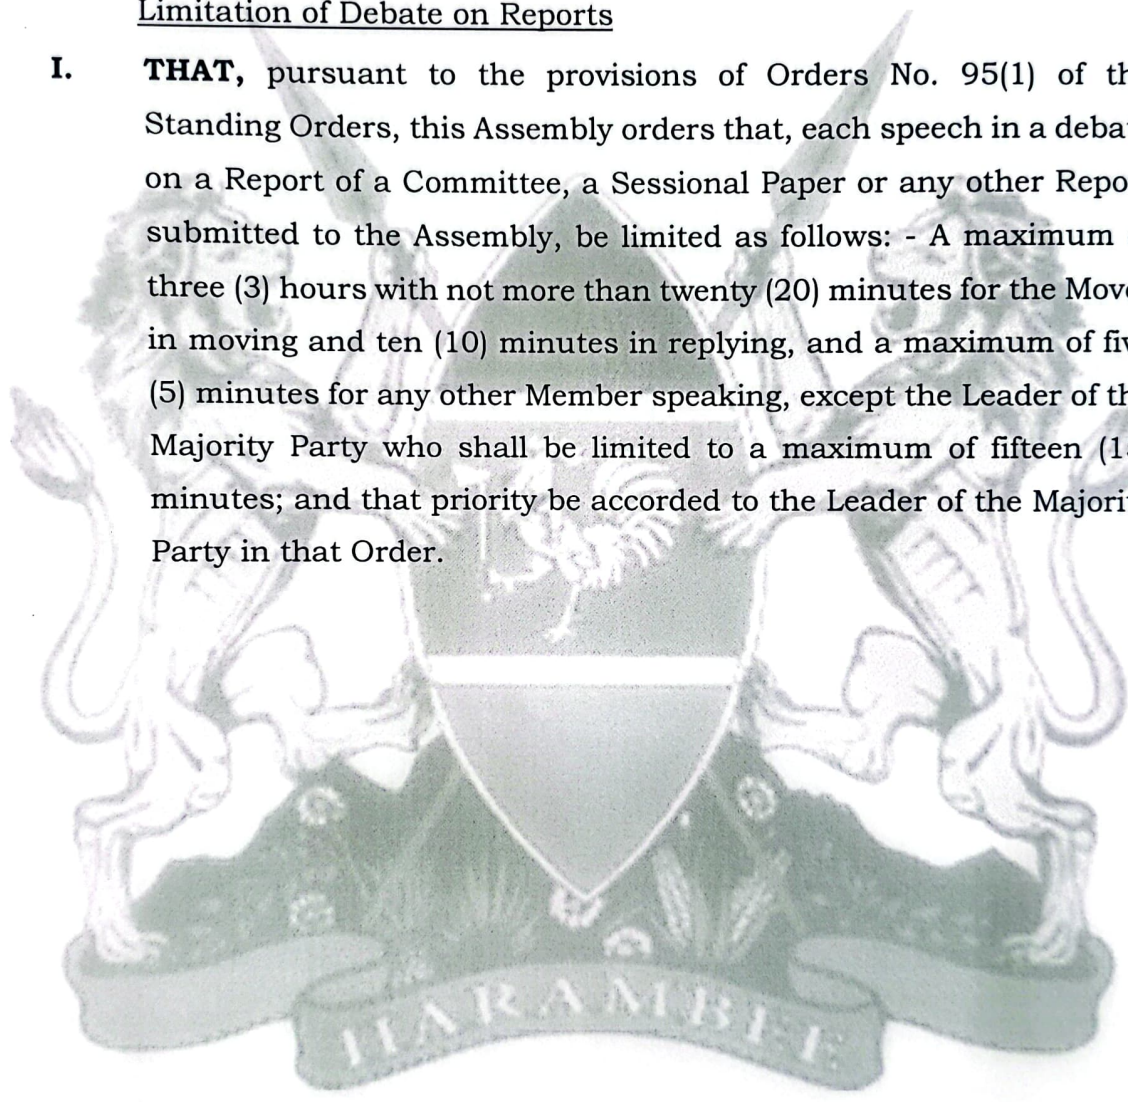 Limitation of Debate on Reports
I. THAT, pursuant to the provisions of Orders No. 95(1) of th
Standing Orders, this Assembly orders that, each speech in a deba
on a Report of a Committee, a Sessional Paper or any other Repo
submitted to the Assembly, be limited as follows: - A maximum
three (3) hours with not more than twenty (20) minutes for the Mov
in moving and ten (10) minutes in replying, and a maximum of fiv
(5) minutes for any other Member speaking, except the Leader of th
Majority Party who shall be limited to a maximum of fifteen (1
minutes; and that priority be accorded to the Leader of the Majori
Party in that Order.
HARAMBEE